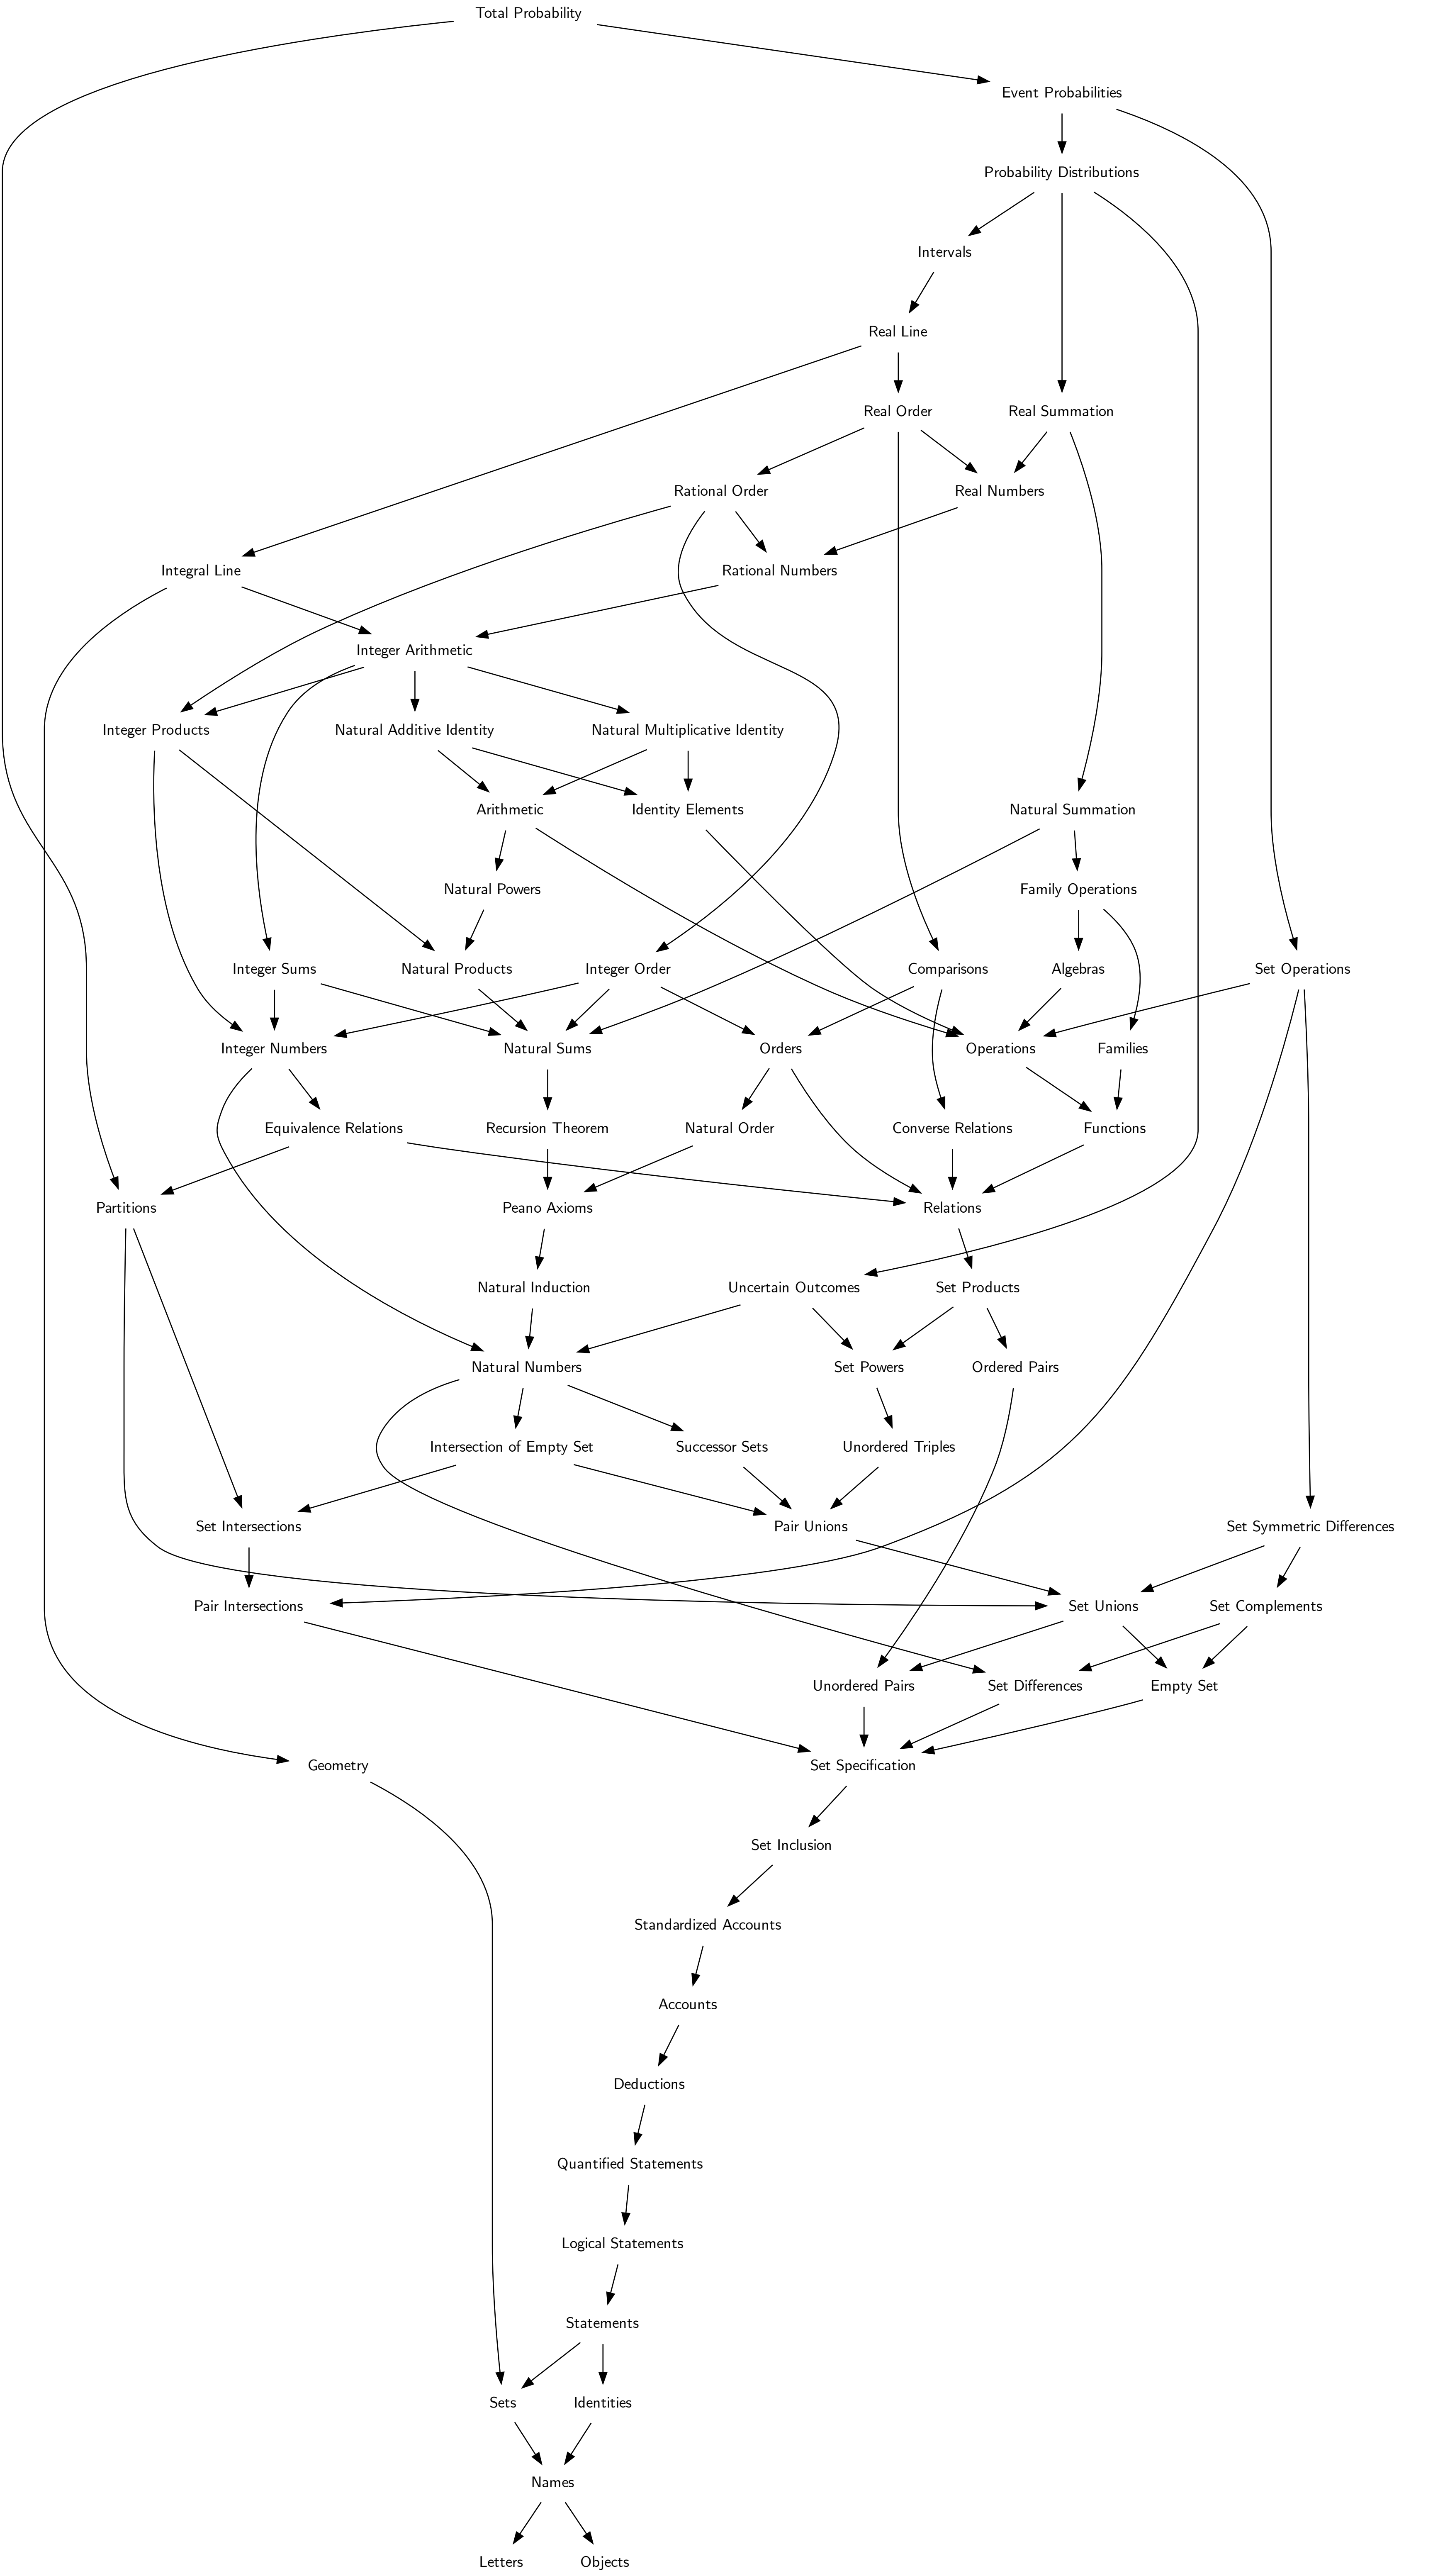 Total Probability
Event Probabilities
Probability Distributions
Intervals
Real Line
Real Order
Real Summation
Rational Order
Real Numbers
Integral Line
Rational Numbers
Integer Arithmetic
Integer Products
Natural Additive Identity
Natural Multiplicative Identity
Arithmetic
Identity Elements
Natural Summation
Natural Powers
Family Operations
Integer Sums
Natural Products
Integer Order
Comparisons
Algebras
Set Operations
Integer Numbers
Natural Sums
Orders
Operations
Families
Equivalence Relations
Recursion Theorem
Natural Order
Converse Relations
Functions
Partitions
Peano Axioms
Relations
Natural Induction
Uncertain Outcomes
Set Products
Natural Numbers
Set Powers
Ordered Pairs
Intersection of Empty Set
Successor Sets
Unordered Triples
Set Intersections
Pair Unions
Set Symmetric Differences
Pair Intersections
Set Unions
Set Complements
Unordered Pairs
Set Differences
Empty Set
Geometry
Set Specification
Set Inclusion
Standardized Accounts
Accounts
Deductions
Quantified Statements
Logical Statements
Statements
Sets
Identities
Names
Letters
Objects